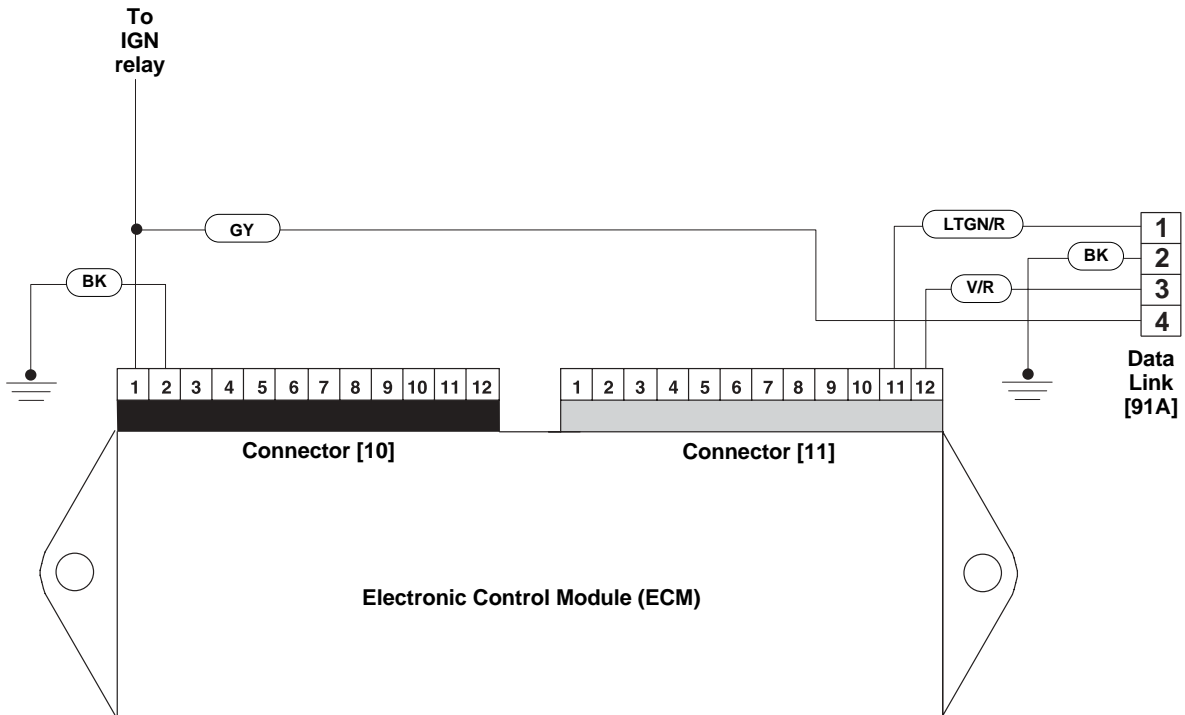 To
IGN
relay
GY
LTGN/R
1
BK
2
BK
V/R
3
4
Data
Link
[91A]
1 2 3 4 5 6 7 8 9 10 11 12
1 2 3 4 5 6 7 8 9 10 11 12
Connector [10]
Connector [11]
Electronic Control Module (ECM)